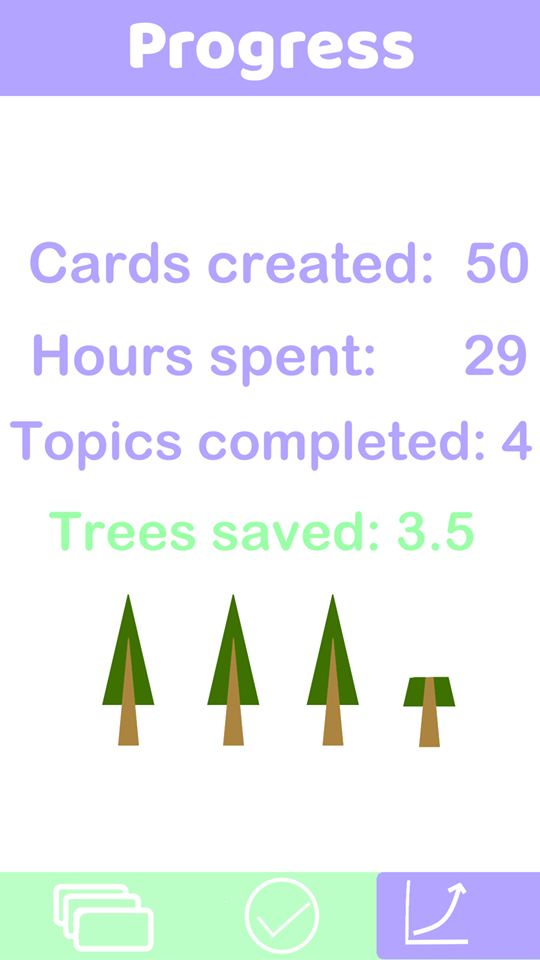 Progress
Cards created: 50
Hours spent: 29
Topics completed: 4
Trees saved: 3.5